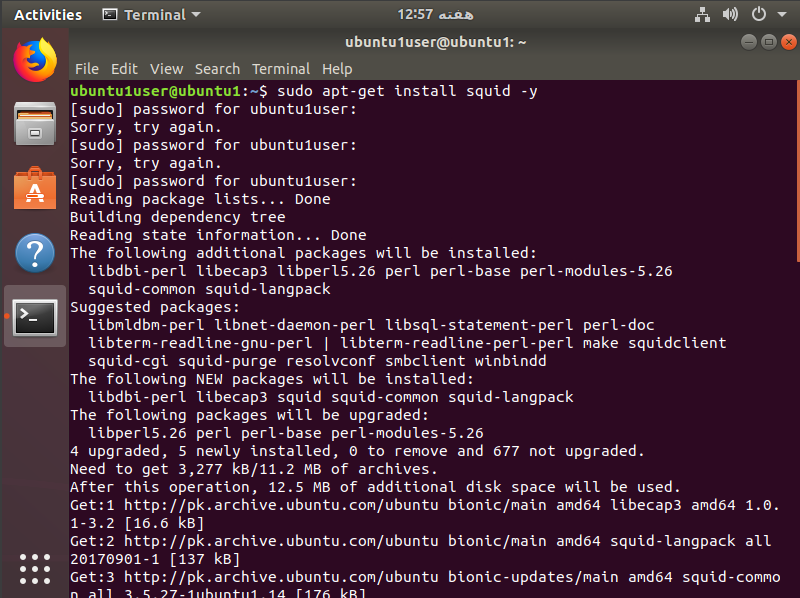 Activities Terminal هفته 12:57
ubuntu1user@ubuntu1: ~
File Edit View Search Terminal Help
ubuntu1user@ubuntu1:~$ sudo apt-get install squid -y
[sudo] password for ubuntu1user:
Sorry, try again.
[sudo] password for ubuntu1user:
Sorry, try again.
[sudo] password for ubuntu1user:
Reading package lists... Done
Building dependency tree
Reading state information... Done
The following additional packages will be installed:
libdbi-perl libecap3 libperl5.26 perl perl-base perl-modules-5.26
squid-common squid-langpack
Suggested packages:
libmldbm-perl libnet-daemon-perl libsql-statement-perl perl-doc
libterm-readline-gnu-perl | libterm-readline-perl-perl make squidclient
squid-cgi squid-purge resolvconf smbclient winbindd
The following NEW packages will be installed:
libdbi-perl libecap3 squid squid-common squid-langpack
The following packages will be upgraded:
libperl5.26 perl perl-base perl-modules-5.26
4 upgraded, 5 newly installed, 0 to remove and 677 not upgraded.
Need to get 3,277 kB/11.2 MB of archives.
After this operation, 12.5 MB of additional disk space will be used.
Get:1 http://pk.archive.ubuntu.com/ubuntu bionic/main amd64 libecap3 amd64 1.0.
1-3.2 [16.6 kB]
Get:2 http://pk.archive.ubuntu.com/ubuntu bionic/main amd64 squid-langpack all
20170901-1 [137 kB]
Get:3 http://pk.archive.ubuntu.com/ubuntu bionic-updates/main amd64 squid-commo
n all 3.5.27-1ubuntu1.14 [176 kB]